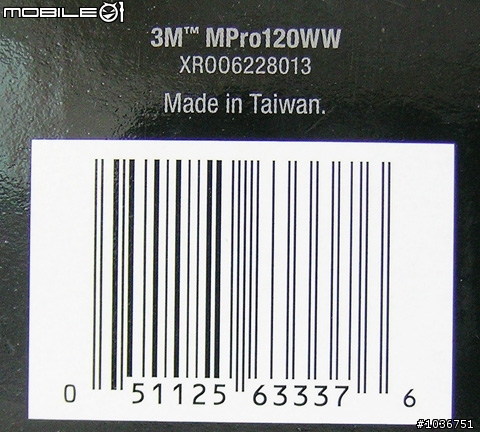 MOBILE01
3M™ MPro120WW
XR006228013
Made in Taiwan.
0 51125 63337 6
#1036751